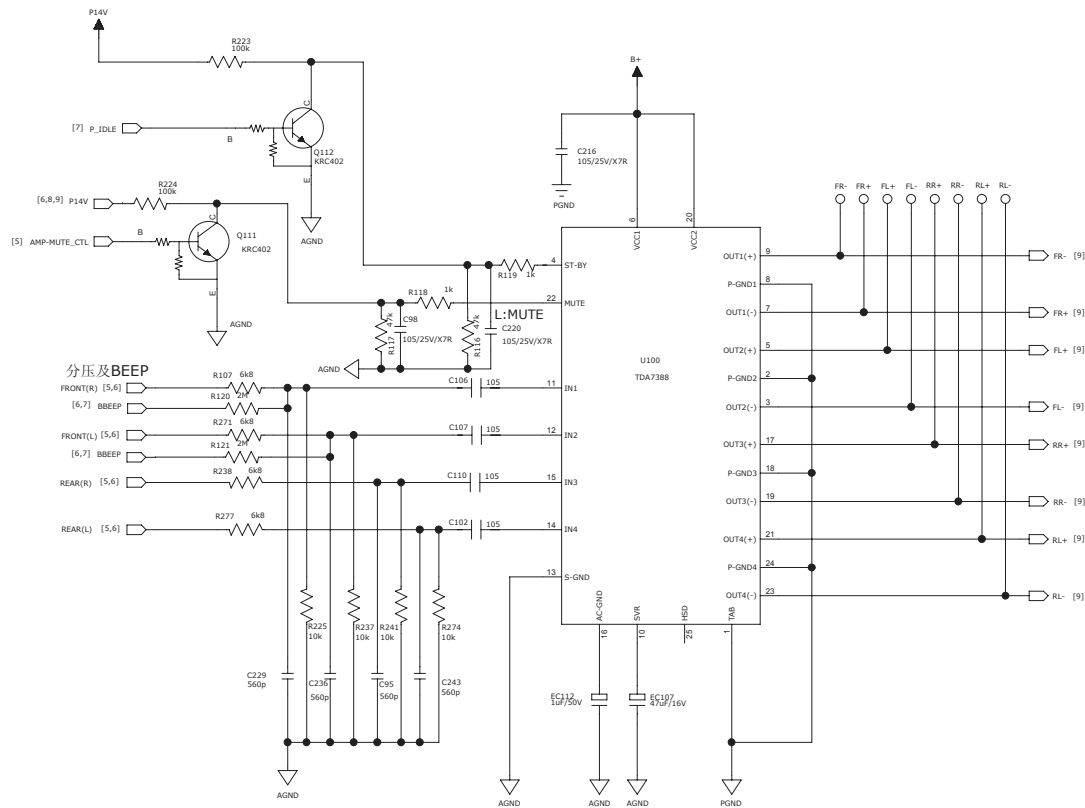 P14V
R223
100k
B+
[7] P_IDLE
B
C
E
Q112
KRC402
C216
105/25V/X7R
PGND
R224
100k
[6,8,9] P14V
[5] AMP-MUTE_CTL
B
C
E
Q111
KRC402
AGND
AGND
FR-
FR+
FL+
FL-
RR+
RR-
RL+
RL-
6
VCC1
20
VCC2
4
ST-BY
R119
1k
R118
1k
22
MUTE
L:MUTE
R117
47k
C98
105/25V/X7R
R116
47k
C220
105/25V/X7R
AGND
U100
TDA7388
OUT1(+)
9
FR- [9]
P-GND1
8
OUT1(-)
7
FR+ [9]
OUT2(+)
5
FL+ [9]
P-GND2
2
OUT2(-)
3
FL- [9]
OUT3(+)
17
RR+ [9]
P-GND3
18
OUT3(-)
19
RR- [9]
OUT4(+)
21
RL+ [9]
P-GND4
24
OUT4(-)
23
RL- [9]
分压及BEEP
FRONT(R) [5,6]
R107 6k8
C106 105
11
IN1
[6,7] BBEEP
R120 2M
FRONT(L) [5,6]
R271 6k8
C107 105
12
IN2
[6,7] BBEEP
R121 2M
REAR(R) [5,6]
R238 6k8
C110 105
15
IN3
REAR(L) [5,6]
R277 6k8
C102 105
14
IN4
13
S-GND
R225
10k
R237
10k
R241
10k
R274
10k
C229
560p
C236
560p
C95
560p
C243
560p
AC-GND
16
SVR
10
HSD
25
TAB
1
EC112
1uF/50V
EC107
47uF/16V
AGND
AGND
AGND
AGND
PGND